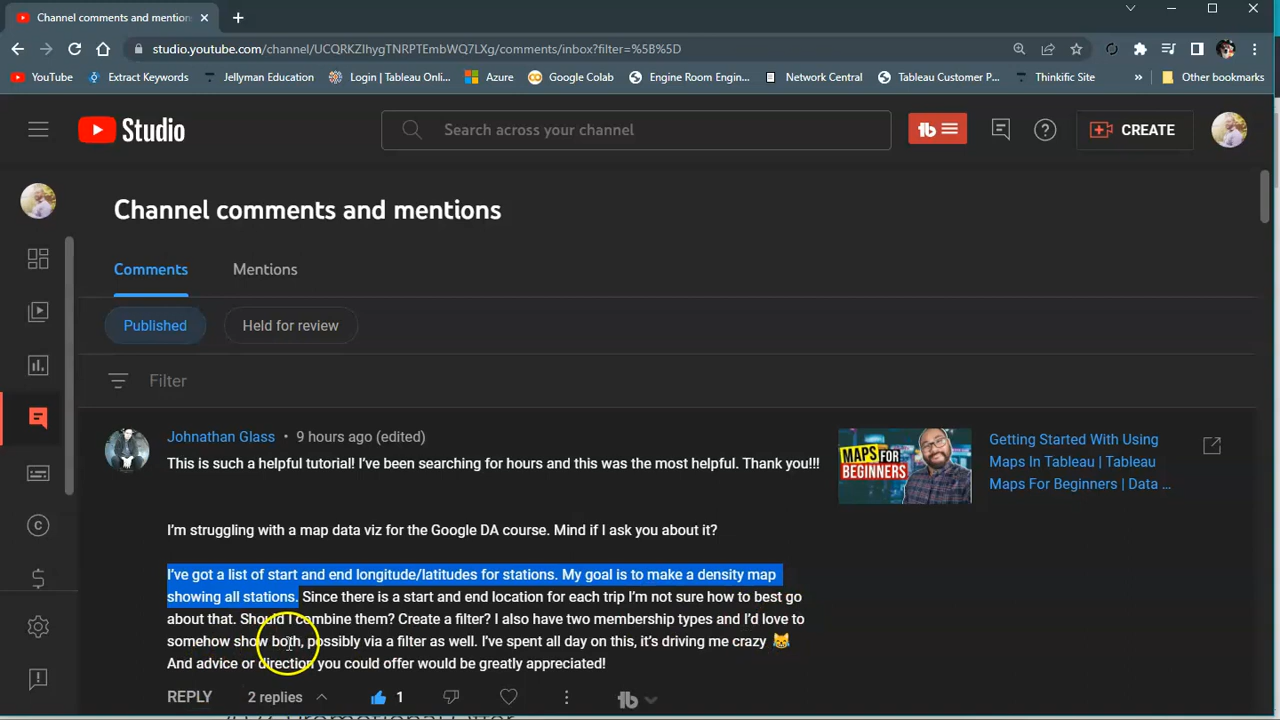 Channel comments and mention
studio.youtube.com/channel/UCQRKZIhygTNRPTEmbWQ7LXg/comments/inbox?filter=%5B%5D
YouTube
Extract Keywords
Jellyman Education
Login | Tableau Onli...
Azure
Google Colab
Engine Room Engin...
Network Central
Tableau Customer P...
Thinkific Site
»
Other bookmarks
Studio
Search across your channel
tb
CREATE
Channel comments and mentions
Comments
Mentions
Published
Held for review
Filter
Johnathan Glass • 9 hours ago (edited)
This is such a helpful tutorial! I've been searching for hours and this was the most helpful. Thank you!!!
I'm struggling with a map data viz for the Google DA course. Mind if I ask you about it?
I've got a list of start and end longitude/latitudes for stations. My goal is to make a density map
showing all stations. Since there is a start and end location for each trip I'm not sure how to best go
about that. Should I combine them? Create a filter? I also have two membership types and I'd love to
somehow show both, possibly via a filter as well. I've spent all day on this, it's driving me crazy 😹
And advice or direction you could offer would be greatly appreciated!
MAPS FOR
BEGINNERS
Getting Started With Using
Maps In Tableau | Tableau
Maps For Beginners | Data ...
REPLY
2 replies
1
tb